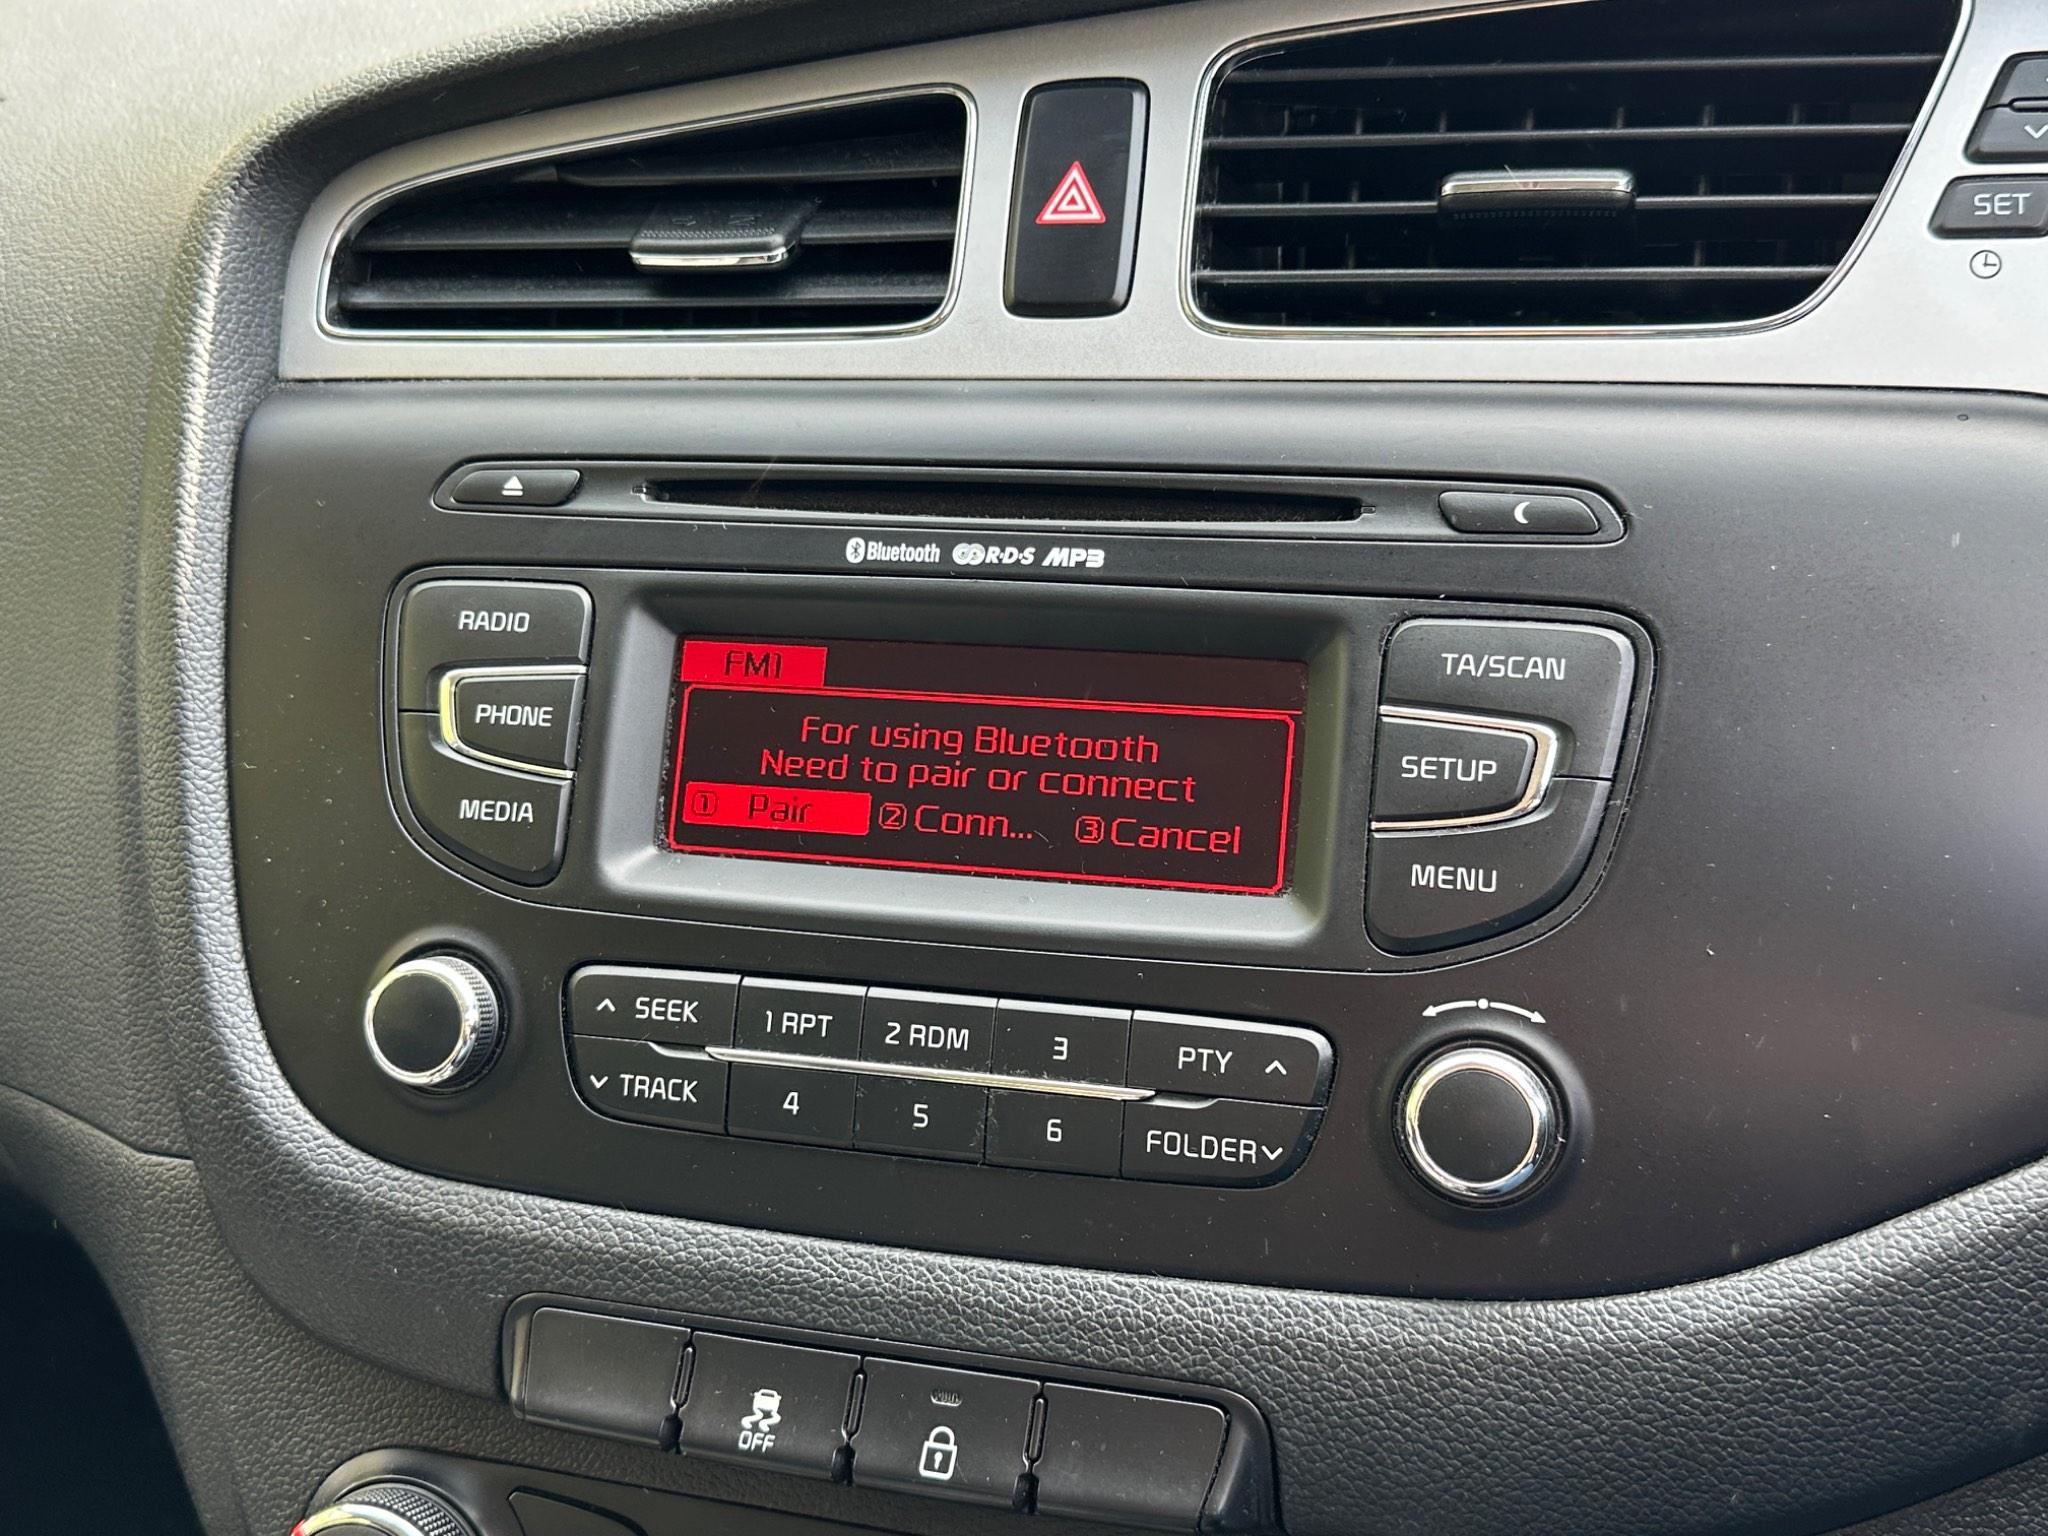 SET
Bluetooth R·D·S MP3
RADIO
PHONE
MEDIA
FM1
For using Bluetooth
Need to pair or connect
① Pair ② Conn... ③ Cancel
TA/SCAN
SETUP
MENU
SEEK 1 RPT 2 RDM 3 PTY
TRACK 4 5 6 FOLDER
OFF